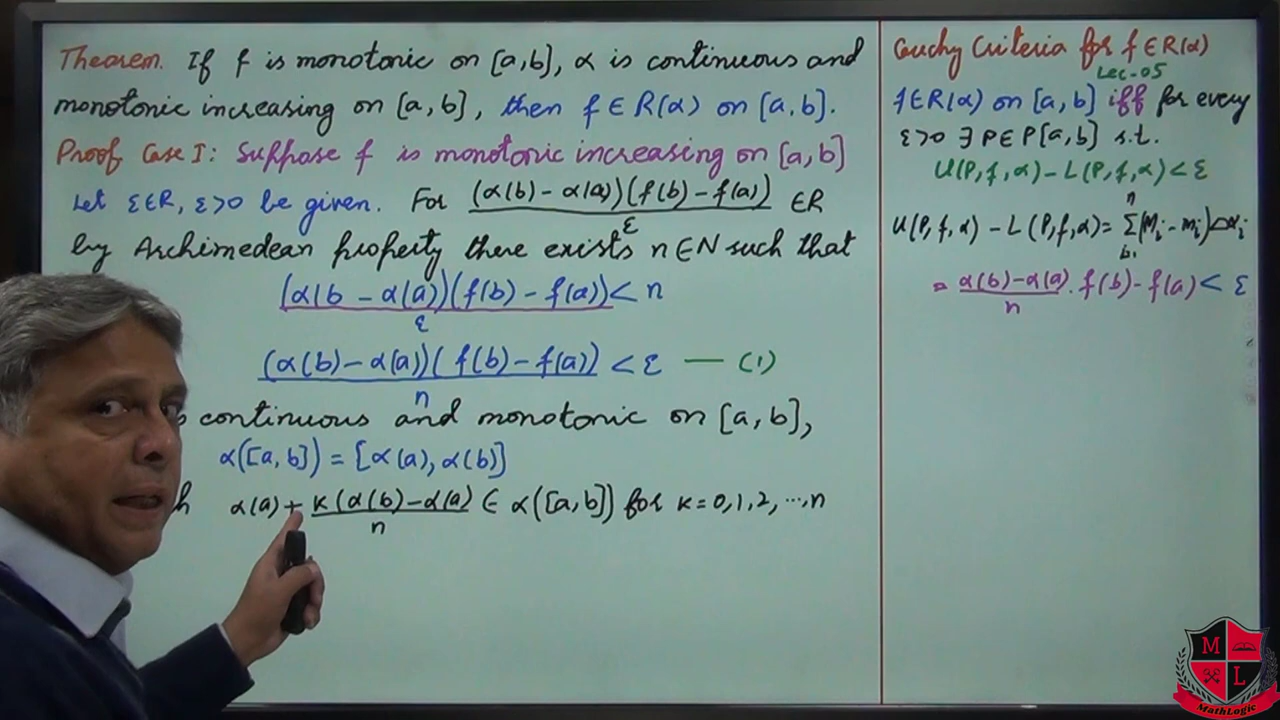 Theorem. If f is monotonic on [a,b], α is continuous and
monotonic increasing on [a,b], then f ∈ R(α) on [a,b].
Proof Case I: Suppose f is monotonic increasing on [a,b]
Let ε∈R, ε>0 be given. For (α(b)-α(a))(f(b)-f(a))/ε ∈R
by Archimedean property there exists n∈N such that
(α(b - α(a))(f(b)-f(a))/ε < n
(α(b)-α(a))(f(b)-f(a))/n < ε — (1)
continuous and monotonic on [a,b],
α([a,b]) = [α(a), α(b)]
α(a) + K(α(b)-α(a)/n ∈ α([a,b]) for K=0,1,2,...,n
Cauchy Criteria for f∈R(α)
Lec-05
f∈R(α) on [a,b] iff for every
ε>0 ∃ P∈P[a,b] s.t.
U(P,f,α)-L(P,f,α)<ε
U(P,f,α)-L(P,f,α)= n Σ (Mi-mi)Δαi
= α(b)-α(a)/n . f(b)-f(a) < ε
M L
MathLogic